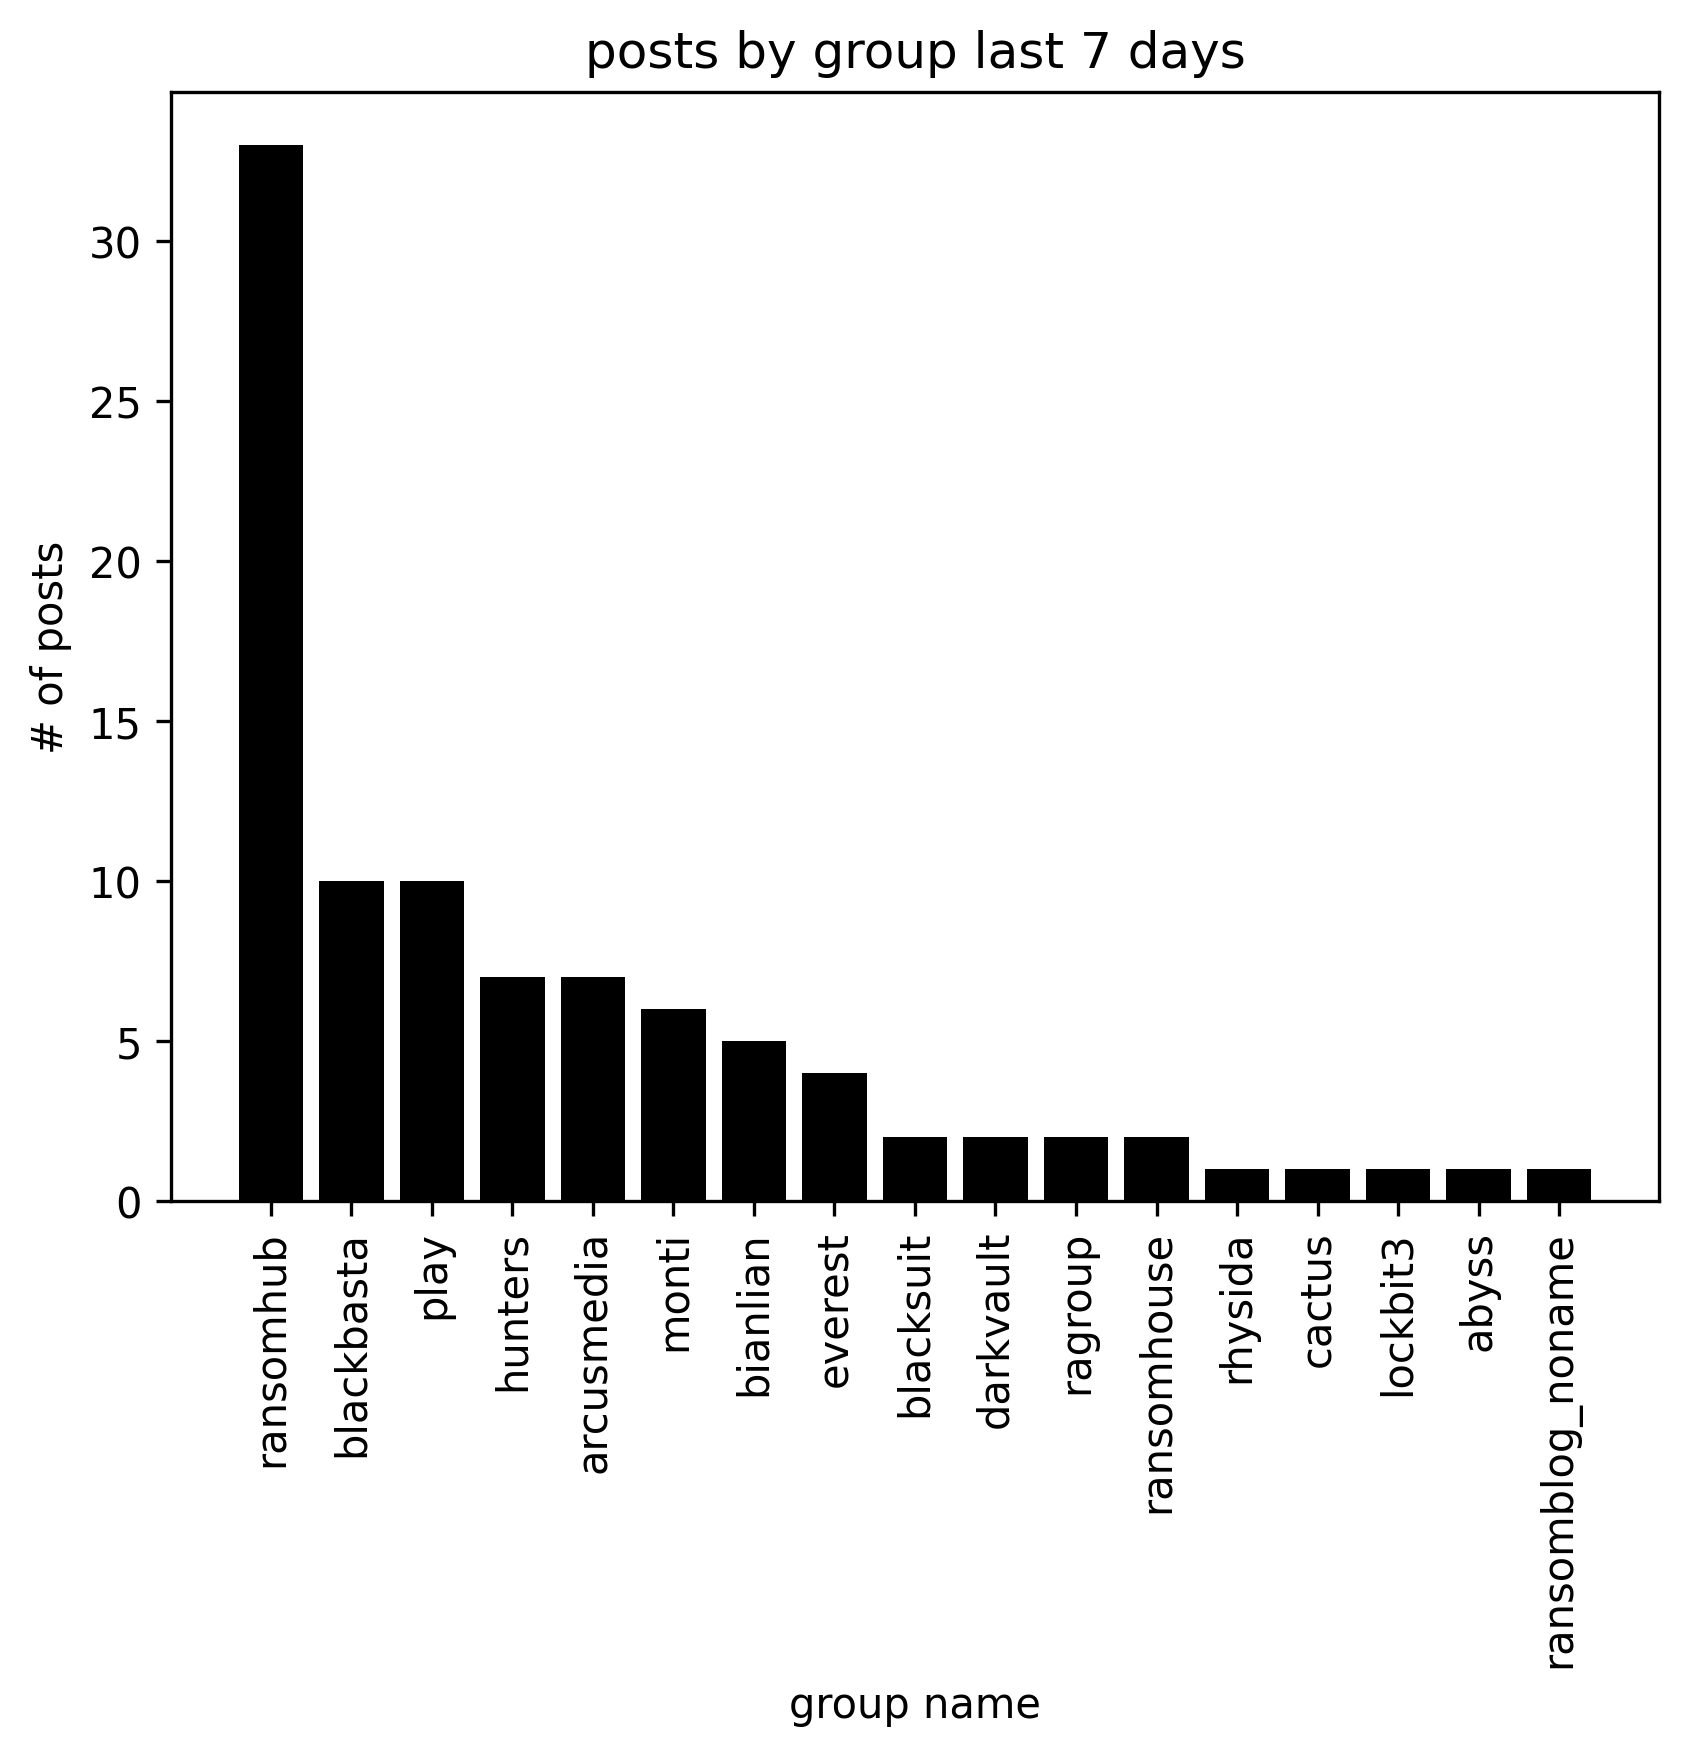 posts by group last 7 days
# of posts
30
25
20
15
10
5
0
ransomhub
blackbasta
play
hunters
arcusmedia
monti
bianlian
everest
blacksuit
darkvault
ragroup
ransomhouse
rhysida
cactus
lockbit3
abyss
ransomblog_noname
group name